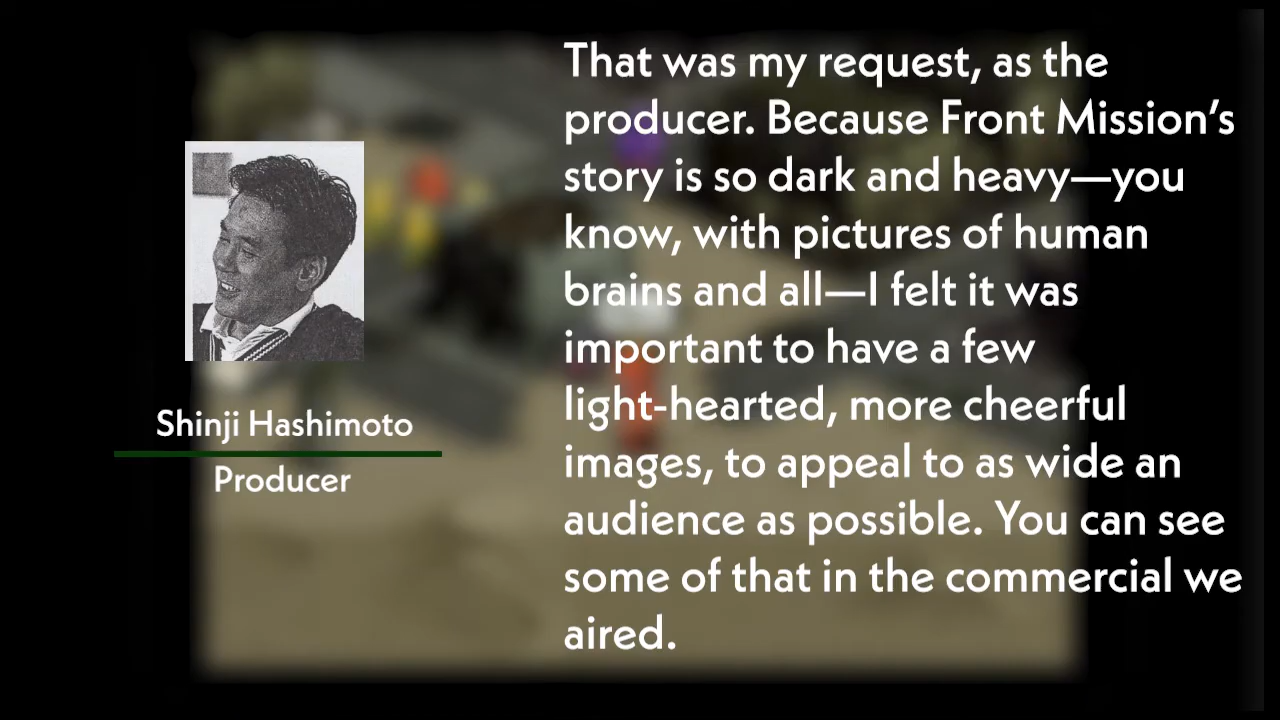 Shinji Hashimoto
Producer
That was my request, as the
producer. Because Front Mission’s
story is so dark and heavy—you
know, with pictures of human
brains and all—I felt it was
important to have a few
light-hearted, more cheerful
images, to appeal to as wide an
audience as possible. You can see
some of that in the commercial we
aired.